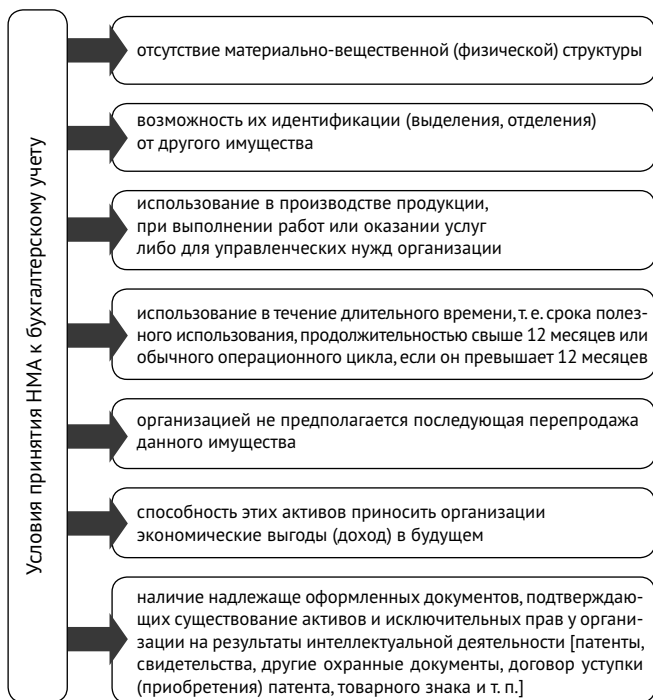 Условия принятия НМА к бухгалтерскому учету
отсутствие материально-вещественной (физической) структуры
возможность их идентификации (выделения, отделения)
от другого имущества
использование в производстве продукции,
при выполнении работ или оказании услуг
либо для управленческих нужд организации
использование в течение длительного времени, т. е. срока полез-
ного использования, продолжительностью свыше 12 месяцев или
обычного операционного цикла, если он превышает 12 месяцев
организацией не предполагается последующая перепродажа
данного имущества
способность этих активов приносить организации
экономические выгоды (доход) в будущем
наличие надлежаще оформленных документов, подтверждаю-
щих существование активов и исключительных прав у органи-
зации на результаты интеллектуальной деятельности [патенты,
свидетельства, другие охранные документы, договор уступки
(приобретения) патента, товарного знака и т. п.]